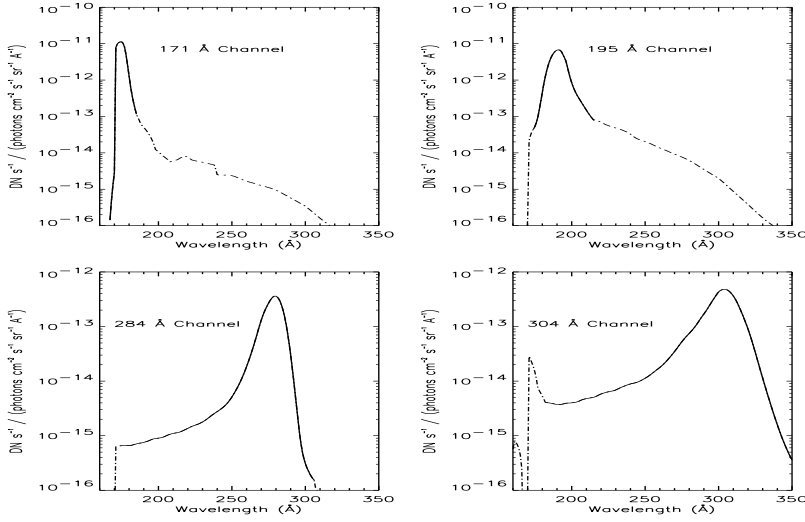 10⁻¹⁰
10⁻¹¹
10⁻¹²
10⁻¹³
10⁻¹⁴
10⁻¹⁵
10⁻¹⁶
DN s⁻¹ / (photons cm⁻² s⁻¹ sr⁻¹ Å⁻¹)
171 Å Channel
200 250 300 350
Wavelength (Å)
10⁻¹⁰
10⁻¹¹
10⁻¹²
10⁻¹³
10⁻¹⁴
10⁻¹⁵
10⁻¹⁶
DN s⁻¹ / (photons cm⁻² s⁻¹ sr⁻¹ Å⁻¹)
195 Å Channel
200 250 300 350
Wavelength (Å)
10⁻¹²
10⁻¹³
10⁻¹⁴
10⁻¹⁵
10⁻¹⁶
DN s⁻¹ / (photons cm⁻² s⁻¹ sr⁻¹ Å⁻¹)
284 Å Channel
200 250 300 350
Wavelength (Å)
10⁻¹²
10⁻¹³
10⁻¹⁴
10⁻¹⁵
10⁻¹⁶
DN s⁻¹ / (photons cm⁻² s⁻¹ sr⁻¹ Å⁻¹)
304 Å Channel
200 250 300 350
Wavelength (Å)